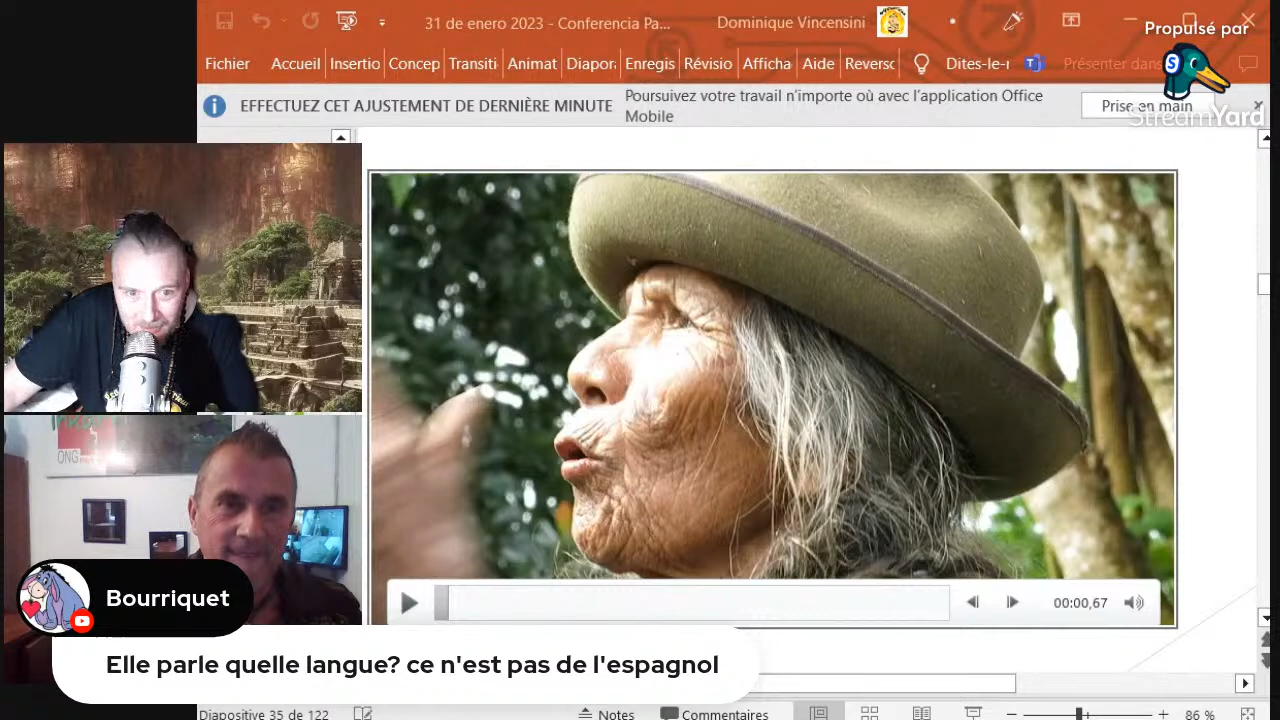 31 de enero 2023 - Conferencia Pa...
Dominique Vincensini
Propulsé par
StreamYard
Fichier
Accueil
Insertio
Concep
Transiti
Animat
Diapora
Enregis
Révisio
Afficha
Aide
Reverso
Dites-le-r
Présenter dans
EFFECTUEZ CET AJUSTEMENT DE DERNIÈRE MINUTE
Poursuivez votre travail n'importe où avec l'application Office
Mobile
Prise en main
ONG
00:00,67
Bourriquet
Elle parle quelle langue? ce n'est pas de l'espagnol
Diapositive 35 de 122
Notes
Commentaires
86 %